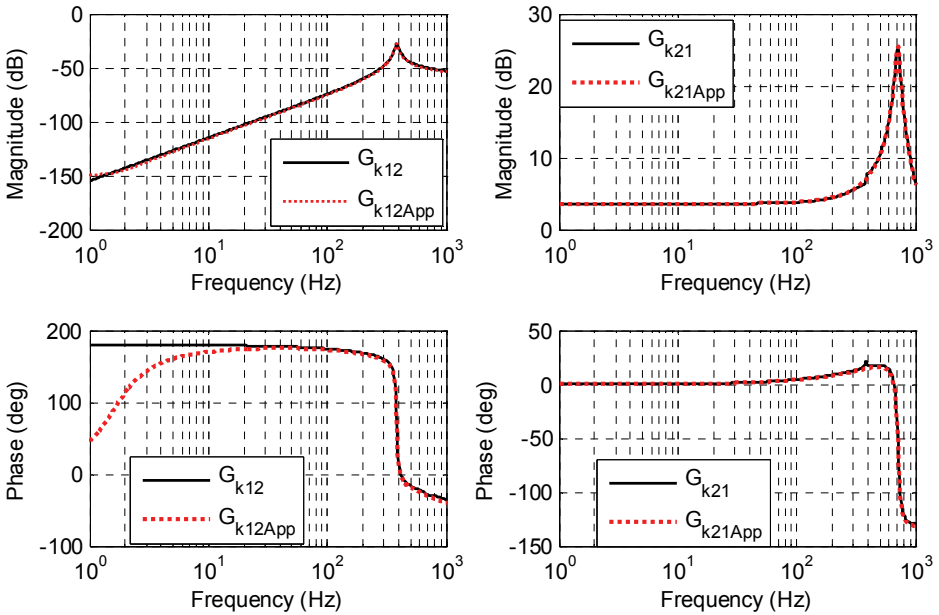 0
-50
-100
-150
-200
Magnitude (dB)
G_k12
G_k12App
10^0 10^1 10^2 10^3
Frequency (Hz)
30
20
10
0
Magnitude (dB)
G_k21
G_k21App
10^0 10^1 10^2 10^3
Frequency (Hz)
200
100
0
-100
Phase (deg)
G_k12
G_k12App
10^0 10^1 10^2 10^3
Frequency (Hz)
50
0
-50
-100
-150
Phase (deg)
G_k21
G_k21App
10^0 10^1 10^2 10^3
Frequency (Hz)